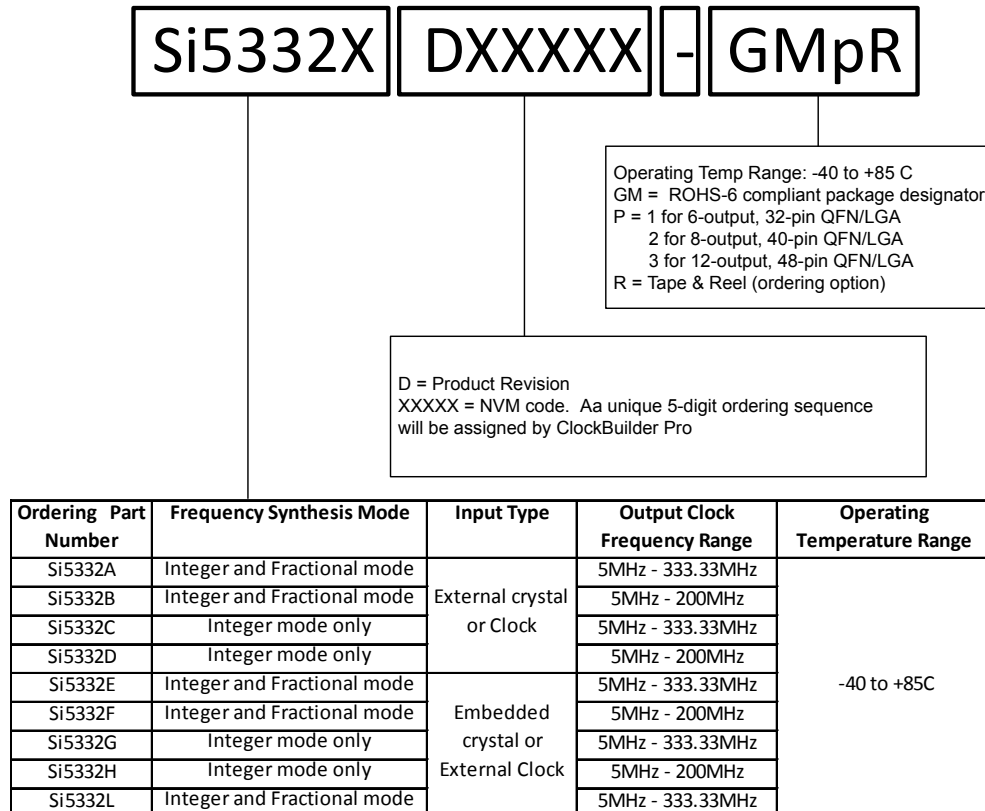 Si5332X DXXXXX - GMpR
Operating Temp Range: -40 to +85 C
GM = ROHS-6 compliant package designator
P = 1 for 6-output, 32-pin QFN/LGA
2 for 8-output, 40-pin QFN/LGA
3 for 12-output, 48-pin QFN/LGA
R = Tape & Reel (ordering option)
D = Product Revision
XXXXX = NVM code. Aa unique 5-digit ordering sequence
will be assigned by ClockBuilder Pro
Ordering Part Frequency Synthesis Mode Input Type Output Clock Operating
Number Frequency Range Temperature Range
Si5332A Integer and Fractional mode 5MHz - 333.33MHz
Si5332B Integer and Fractional mode External crystal 5MHz - 200MHz
Si5332C Integer mode only or Clock 5MHz - 333.33MHz
Si5332D Integer mode only 5MHz - 200MHz
Si5332E Integer and Fractional mode 5MHz - 333.33MHz -40 to +85C
Si5332F Integer and Fractional mode Embedded 5MHz - 200MHz
Si5332G Integer mode only crystal or 5MHz - 333.33MHz
Si5332H Integer mode only External Clock 5MHz - 200MHz
Si5332L Integer and Fractional mode 5MHz - 333.33MHz